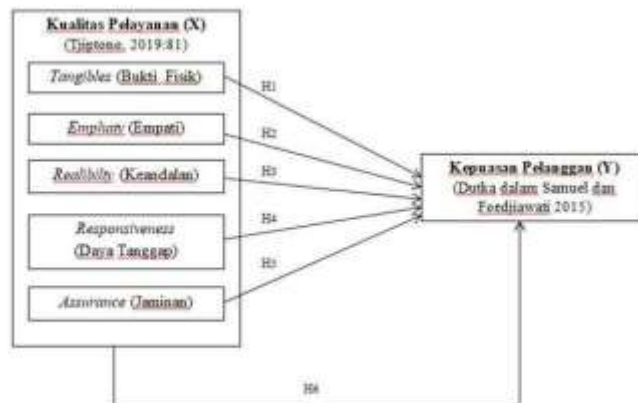 Kualitas Pelayanan (X)
(Tjiptono, 2019:81)
Tangibles (Bukti Fisik)
Emphaty (Empati)
Realibilty (Keandalan)
Responsiveness
(Daya Tanggap)
Assurance (Jaminan)
H1
H2
H3
H4
H5
H6
Kepuasan Pelanggan (Y)
(Dutka dalam Samuel dan
Foedjiawati 2015)